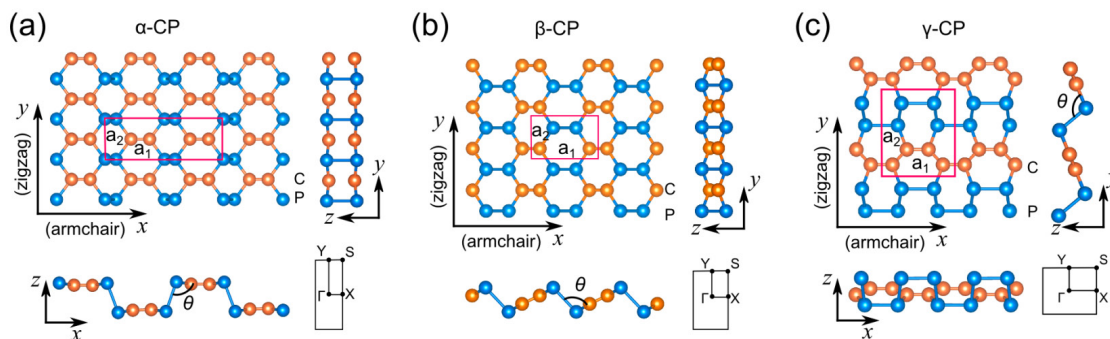 (a) α-CP
y
(zigzag)
a₂
a₁
C
P
x
(armchair)
y
z
z
θ
x
Y S
Γ X
(b) β-CP
y
(zigzag)
a₂
a₁
C
P
x
(armchair)
y
z
θ
Y S
Γ X
(c) γ-CP
y
(zigzag)
a₂
a₁
C
P
x
(armchair)
θ
z
z
x
Y S
Γ X